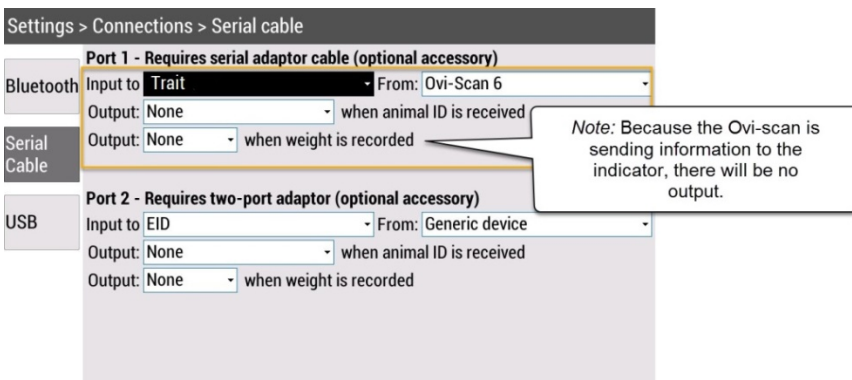 Settings > Connections > Serial cable
Port 1 - Requires serial adaptor cable (optional accessory)
Bluetooth
Input to Trait From: Ovi-Scan 6
Output: None when animal ID is received
Serial Cable
Output: None when weight is recorded
Note: Because the Ovi-scan is
sending information to the
indicator, there will be no
output.
Port 2 - Requires two-port adaptor (optional accessory)
USB
Input to EID From: Generic device
Output: None when animal ID is received
Output: None when weight is recorded